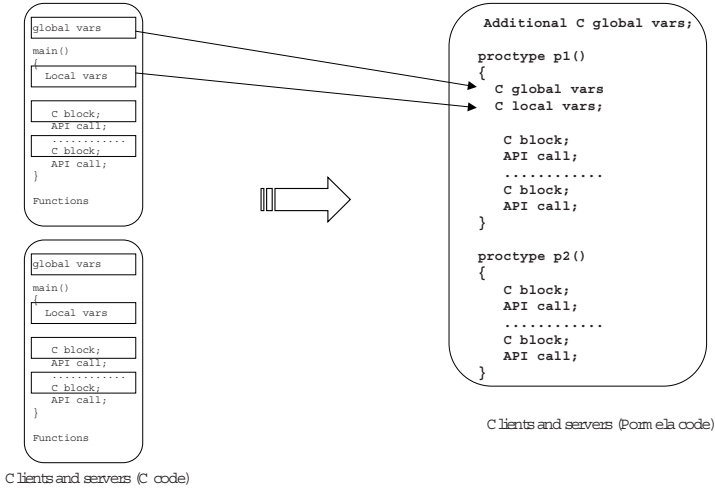 global vars
main()
{
Local vars
C block;
API call;
............
C block;
API call;
}
Functions
global vars
main()
{
Local vars
C block;
API call;
............
C block;
API call;
}
Functions
Clients and servers (C code)
Additional C global vars;
proctype p1()
{
C global vars
C local vars;
C block;
API call;
............
C block;
API call;
}
proctype p2()
{
C block;
API call;
............
C block;
API call;
}
Clients and servers (Pormela code)